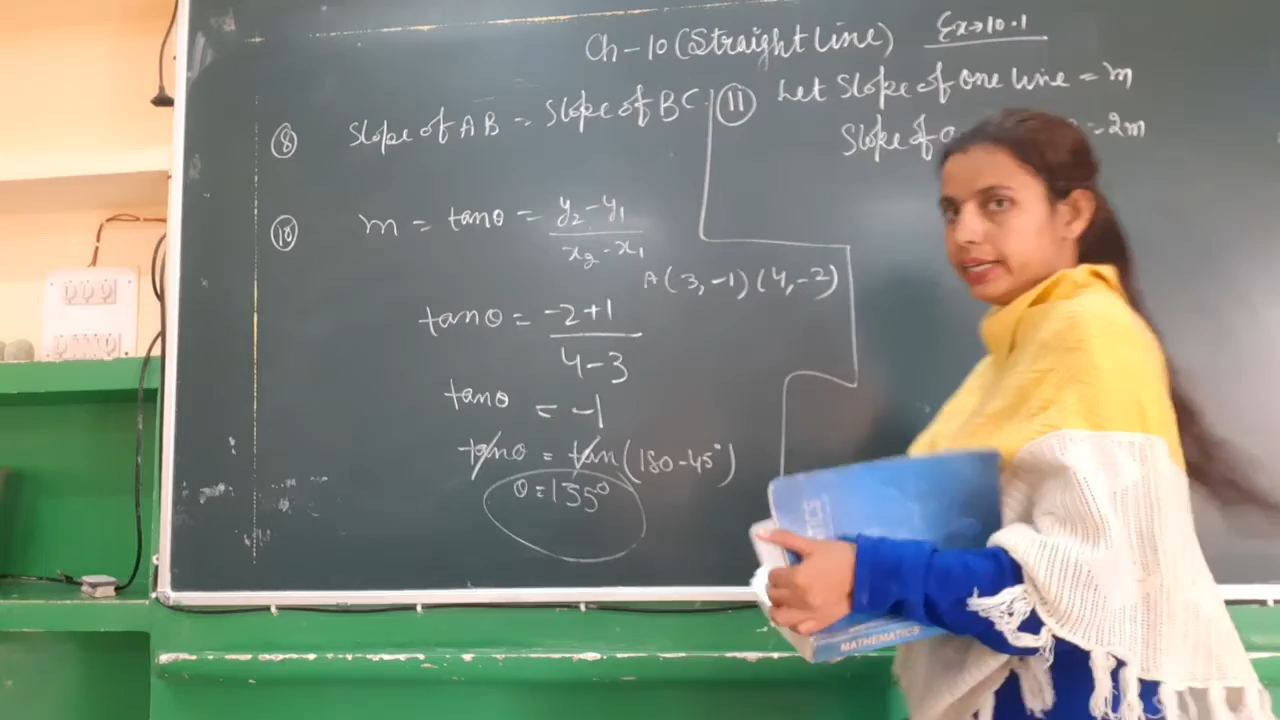 Ch-10 (Straight Line) Ex→10.1
⑧ Slope of AB = Slope of BC.
⑩ m = tanθ = y₂-y₁ / x₂-x₁
A(3,-1)(4,-2)
tanθ = -2+1 / 4-3
tanθ = -1
tanθ = tan(180-45°)
θ=135°
⑪ Let Slope of one line = m
Slope of = 2m
MATHEMATICS